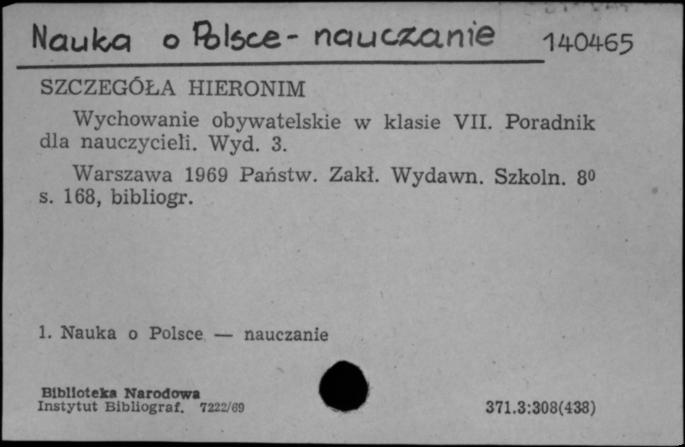 Nauka o Polsce - nauczanie 140465
SZCZEGÓŁA HIERONIM
Wychowanie obywatelskie w klasie VII. Poradnik
dla nauczycieli. Wyd. 3.
Warszawa 1969 Państw. Zakł. Wydawn. Szkoln. 8⁰
s. 168, bibliogr.
1. Nauka o Polsce — nauczanie
Biblioteka Narodowa
Instytut Bibliograf. 7222/69
371.3:308(438)